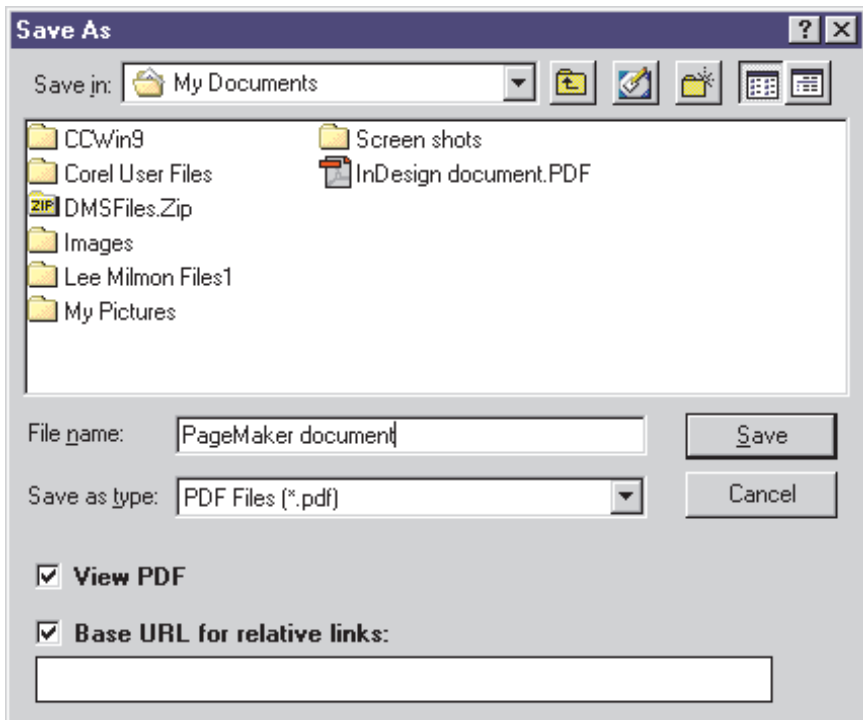 Save As
Save in: My Documents
CCWin9
Corel User Files
ZIP DMSFiles.Zip
Images
Lee Milmon Files1
My Pictures
Screen shots
InDesign document.PDF
File name: PageMaker document Save
Save as type: PDF Files (*.pdf) Cancel
View PDF
Base URL for relative links: